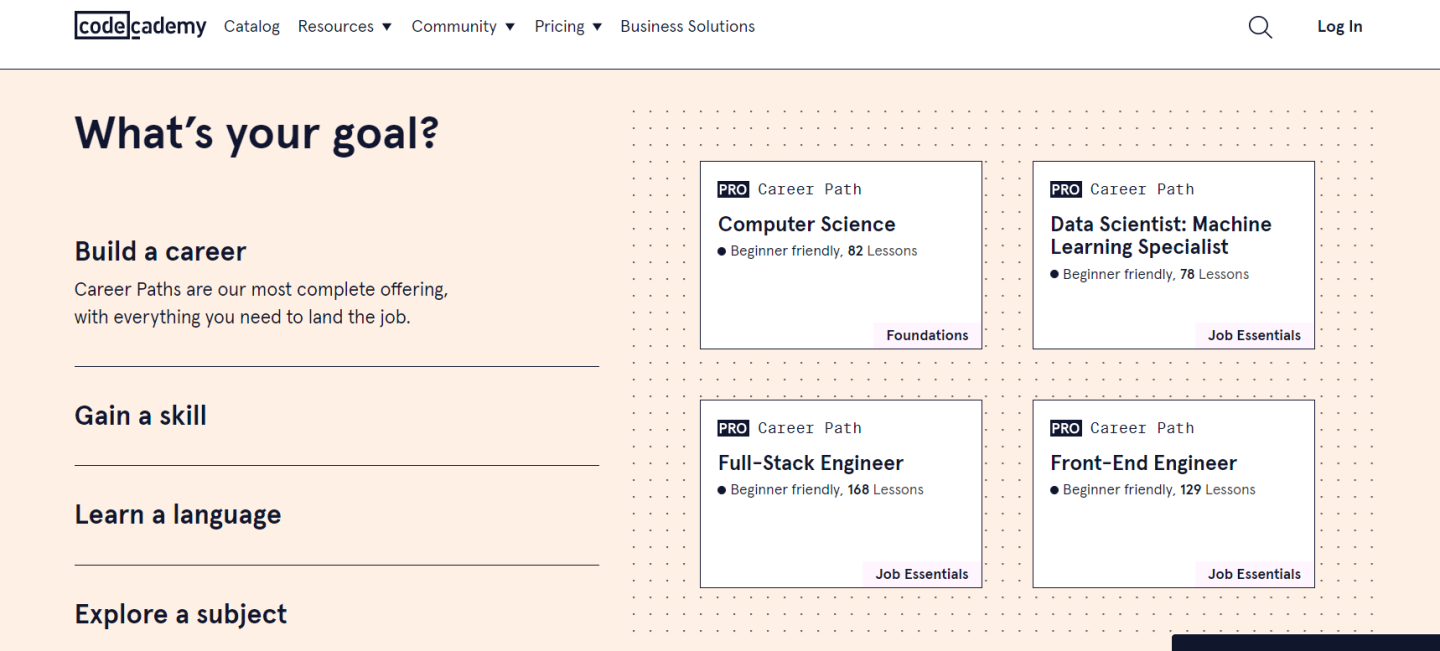 codecademy Catalog Resources Community Pricing Business Solutions Log In
What's your goal?
Build a career
Career Paths are our most complete offering,
with everything you need to land the job.
Gain a skill
Learn a language
Explore a subject
PRO Career Path
Computer Science
Beginner friendly, 82 Lessons
Foundations
PRO Career Path
Data Scientist: Machine
Learning Specialist
Beginner friendly, 78 Lessons
Job Essentials
PRO Career Path
Full-Stack Engineer
Beginner friendly, 168 Lessons
Job Essentials
PRO Career Path
Front-End Engineer
Beginner friendly, 129 Lessons
Job Essentials